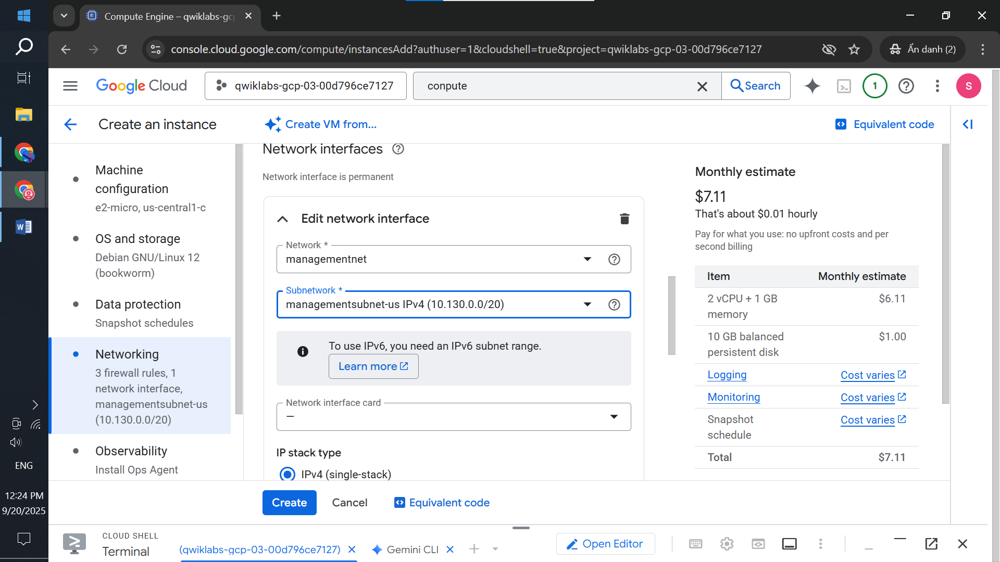 Compute Engine – qwiklabs-gcp
console.cloud.google.com/compute/instancesAdd?authuser=1&cloudshell=true&project=qwiklabs-gcp-03-00d796ce7127
Ẩn danh (2)
Google Cloud
qwiklabs-gcp-03-00d796ce7127
conpute
Search
1
S
Create an instance
Create VM from...
Equivalent code
Machine configuration
e2-micro, us-central1-c
OS and storage
Debian GNU/Linux 12 (bookworm)
Data protection
Snapshot schedules
Networking
3 firewall rules, 1 network interface, managementsubnet-us (10.130.0.0/20)
Observability
Install Ops Agent
Network interfaces
Network interface is permanent
Edit network interface
Network *
managementnet
Subnetwork *
managementsubnet-us IPv4 (10.130.0.0/20)
To use IPv6, you need an IPv6 subnet range.
Learn more
Network interface card
—
IP stack type
IPv4 (single-stack)
Monthly estimate
$7.11
That's about $0.01 hourly
Pay for what you use: no upfront costs and per second billing
Item Monthly estimate
2 vCPU + 1 GB memory $6.11
10 GB balanced persistent disk $1.00
Logging Cost varies
Monitoring Cost varies
Snapshot schedule Cost varies
Total $7.11
Create
Cancel
Equivalent code
CLOUD SHELL
Terminal
(qwiklabs-gcp-03-00d796ce7127)
Gemini CLI
Open Editor
W
ENG
12:24 PM
9/20/2025